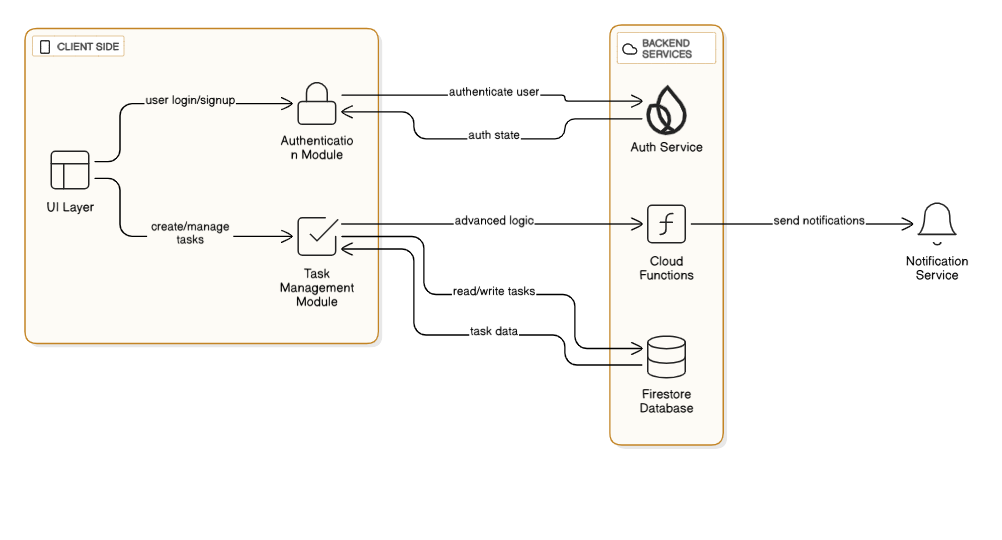 CLIENT SIDE
BACKEND
SERVICES
user login/signup
authenticate user
auth state
Authenticatio
n Module
Auth Service
UI Layer
create/manage
tasks
advanced logic
send notifications
Task
Management
Module
Cloud
Functions
Notification
Service
read/write tasks
task data
Firestore
Database